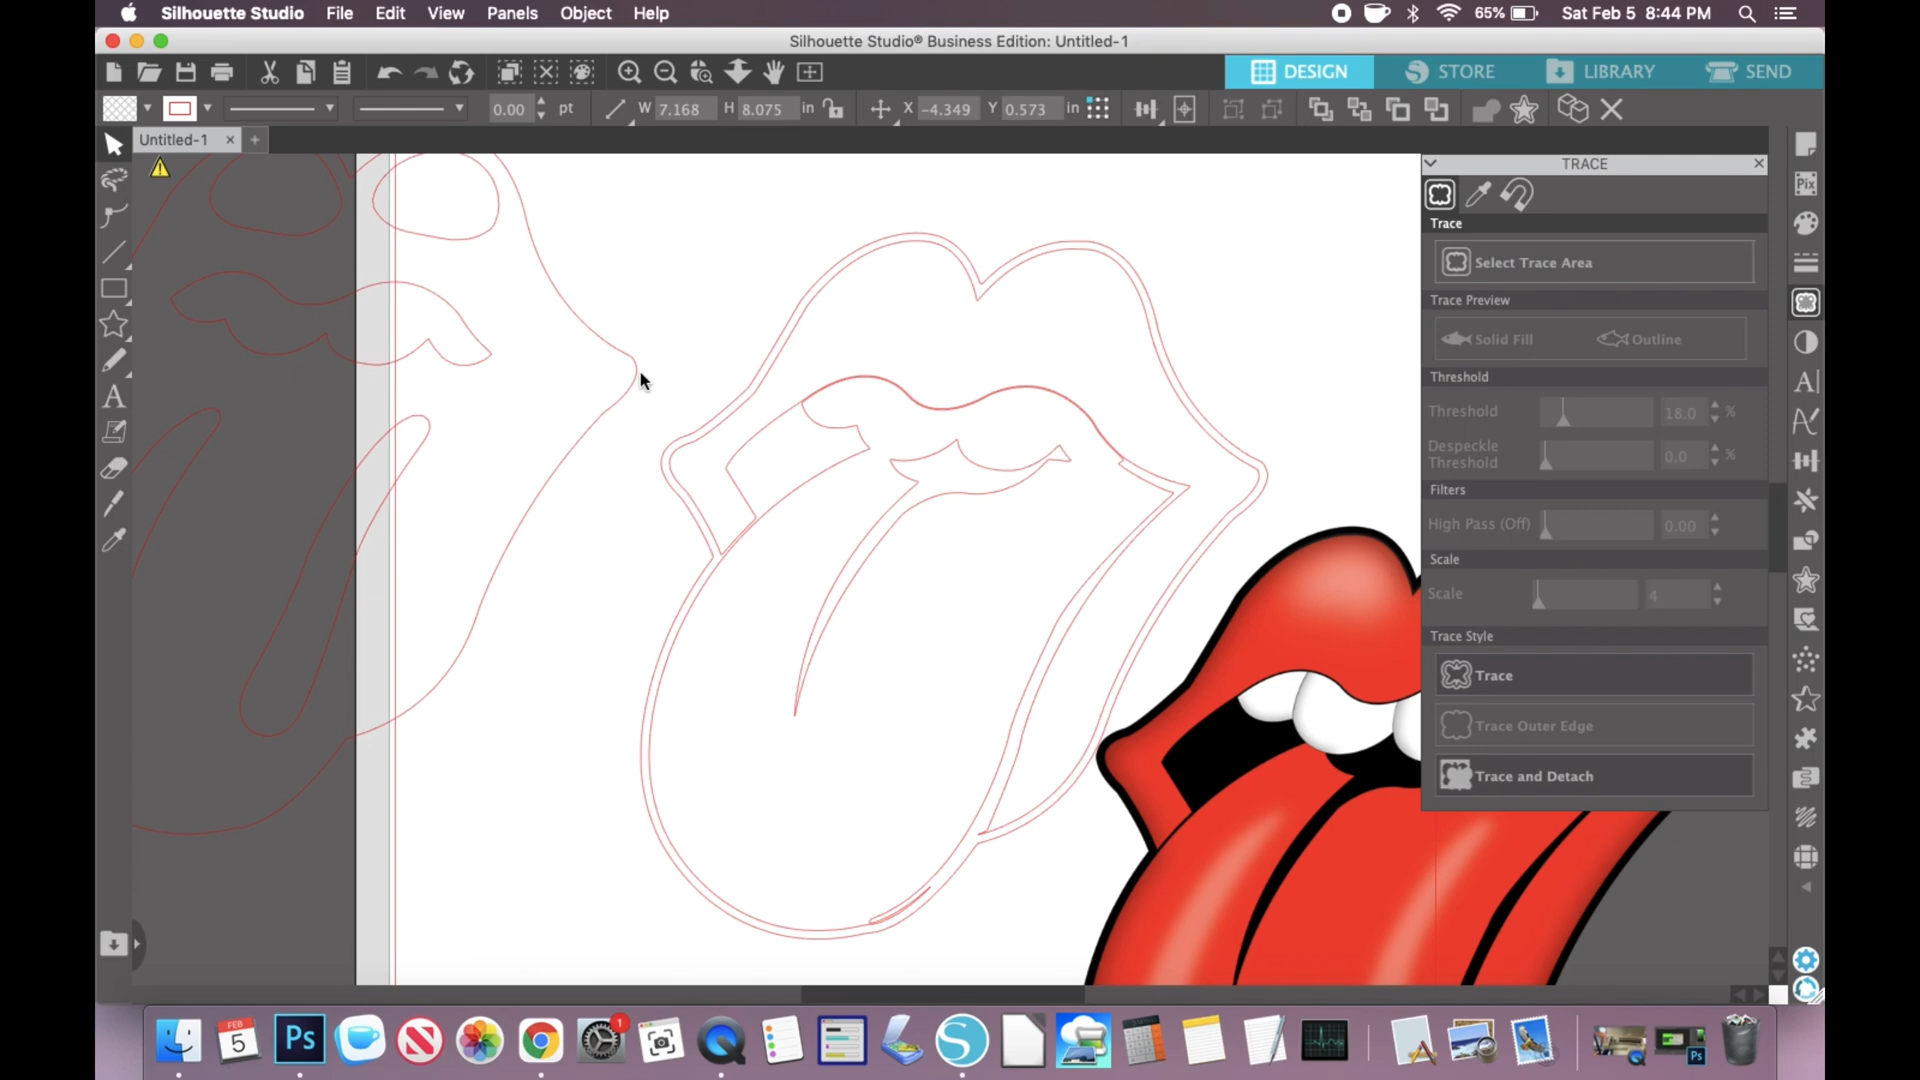 Silhouette Studio File Edit View Panels Object Help 65% Sat Feb 5 8:44 PM
Silhouette Studio® Business Edition: Untitled-1
DESIGN STORE LIBRARY SEND
0.00 pt W 7.168 H 8.075 in X -4.349 Y 0.573 in
Untitled-1 × +
TRACE
Pix
Trace
Select Trace Area
Trace Preview
Solid Fill Outline
Threshold
Threshold 18.0 %
Despeckle
Threshold 0.0 %
Filters
High Pass (Off) 0.00
Scale
Scale 4
Trace Style
Trace
Trace Outer Edge
Trace and Detach
FEB
5
Ps
1
S
Ps